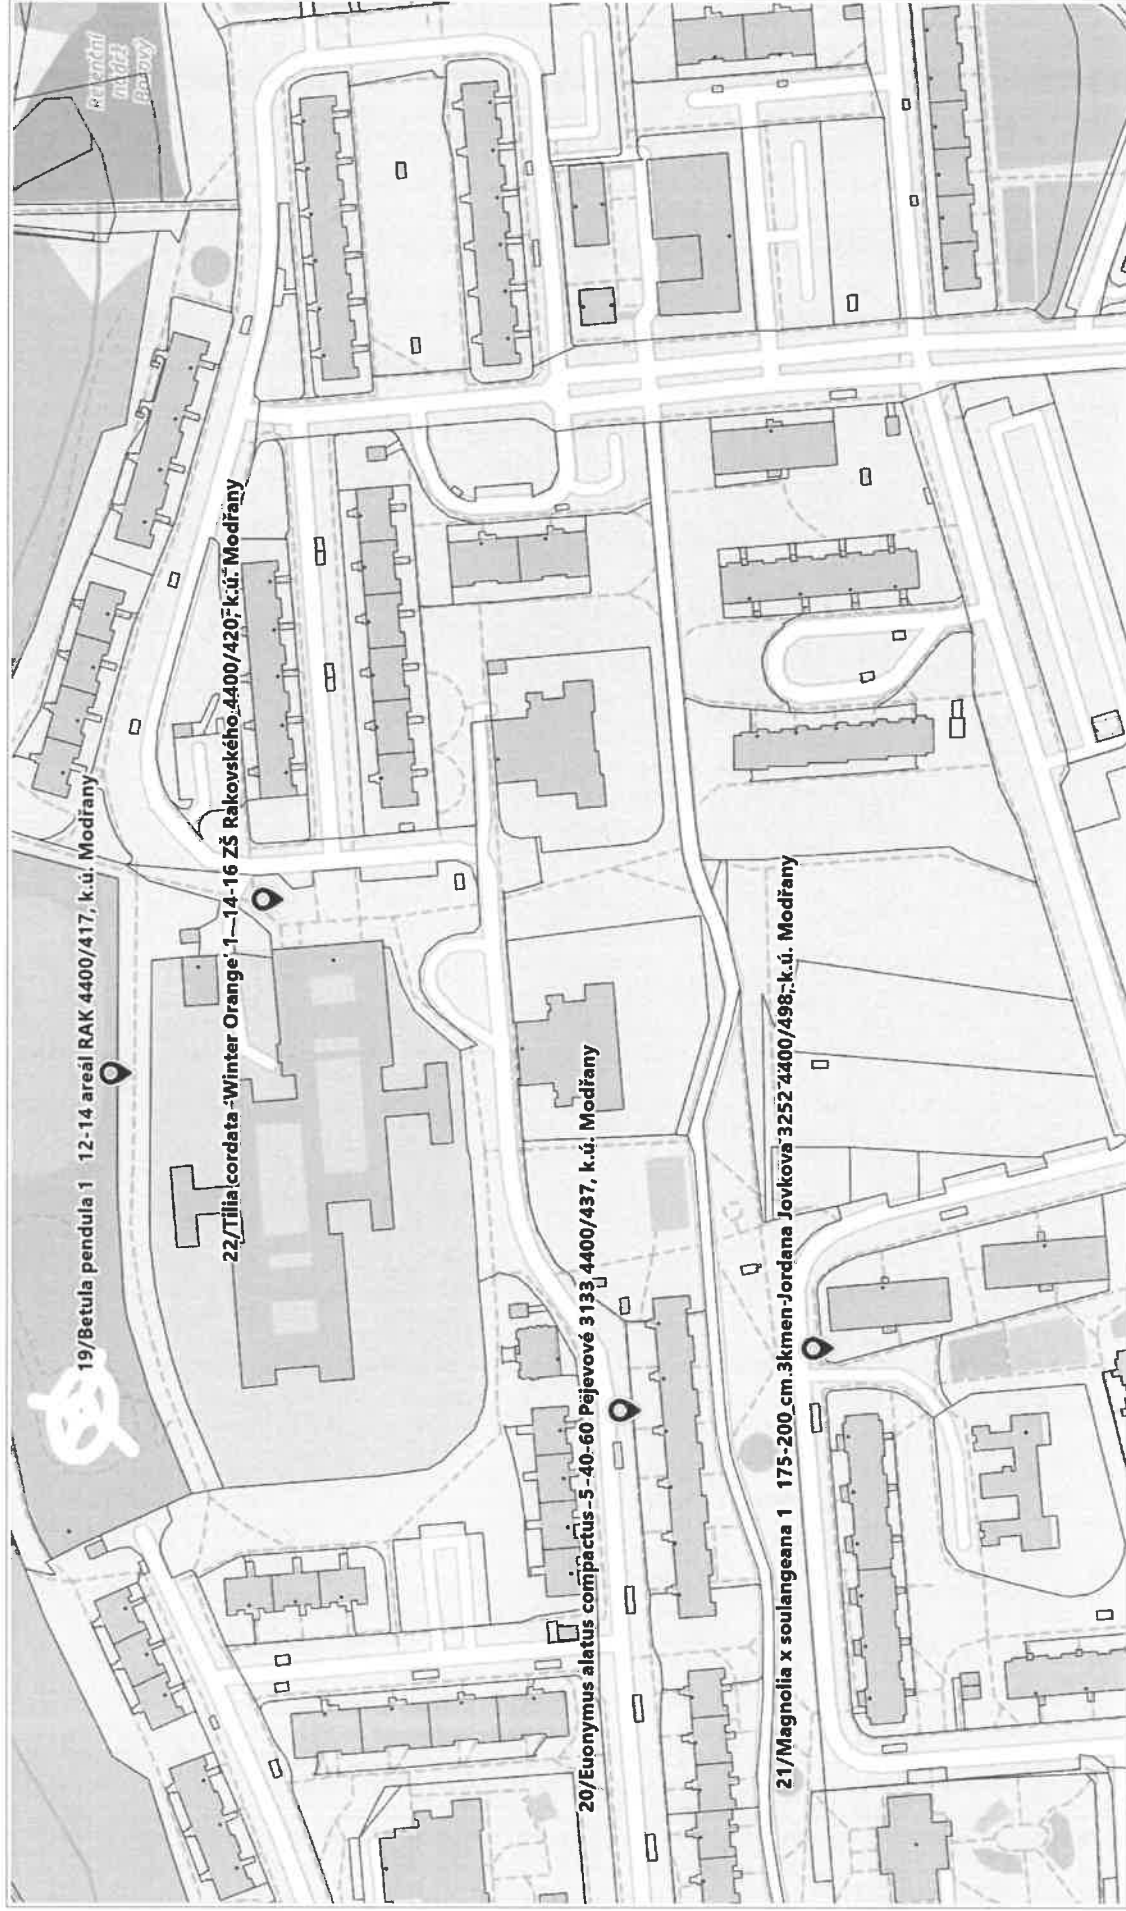 19/Betula pendula 1 12-14 areál RAK 4400/417, k.ú. Modřany
22/Tilia cordata 'Winter Orange' 1 14-16 ZŠ Rakovského 4400/420, k.ú. Modřany
20/Euonymus alatus compactus 5 40-60 Pejevové 3133 4400/437, k.ú. Modřany
21/Magnolia x soulangeana 1 175-200 cm 3kmen Jordana Jovkova 3252 4400/498, k.ú. Modřany